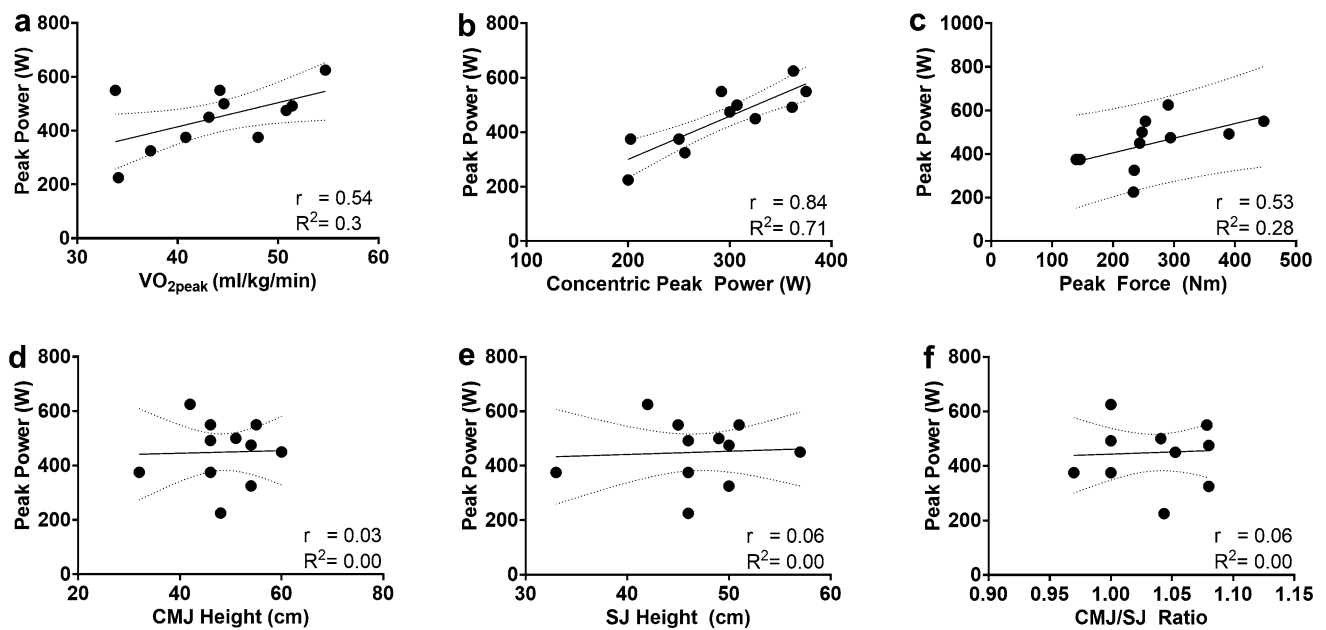 a
Peak Power (W)
800
600
400
200
0
30 40 50 60
VO2peak (ml/kg/min)
r = 0.54
R2= 0.3
b
Peak Power (W)
800
600
400
200
0
100 200 300 400
Concentric Peak Power (W)
r = 0.84
R2= 0.71
c
Peak Power (W)
1000
800
600
400
200
0
0 100 200 300 400 500
Peak Force (Nm)
r = 0.53
R2= 0.28
d
Peak Power (W)
800
600
400
200
0
20 40 60 80
CMJ Height (cm)
r = 0.03
R2= 0.00
e
Peak Power (W)
800
600
400
200
0
30 40 50 60
SJ Height (cm)
r = 0.06
R2= 0.00
f
Peak Power (W)
800
600
400
200
0
0.90 0.95 1.00 1.05 1.10 1.15
CMJ/SJ Ratio
r = 0.06
R2= 0.00